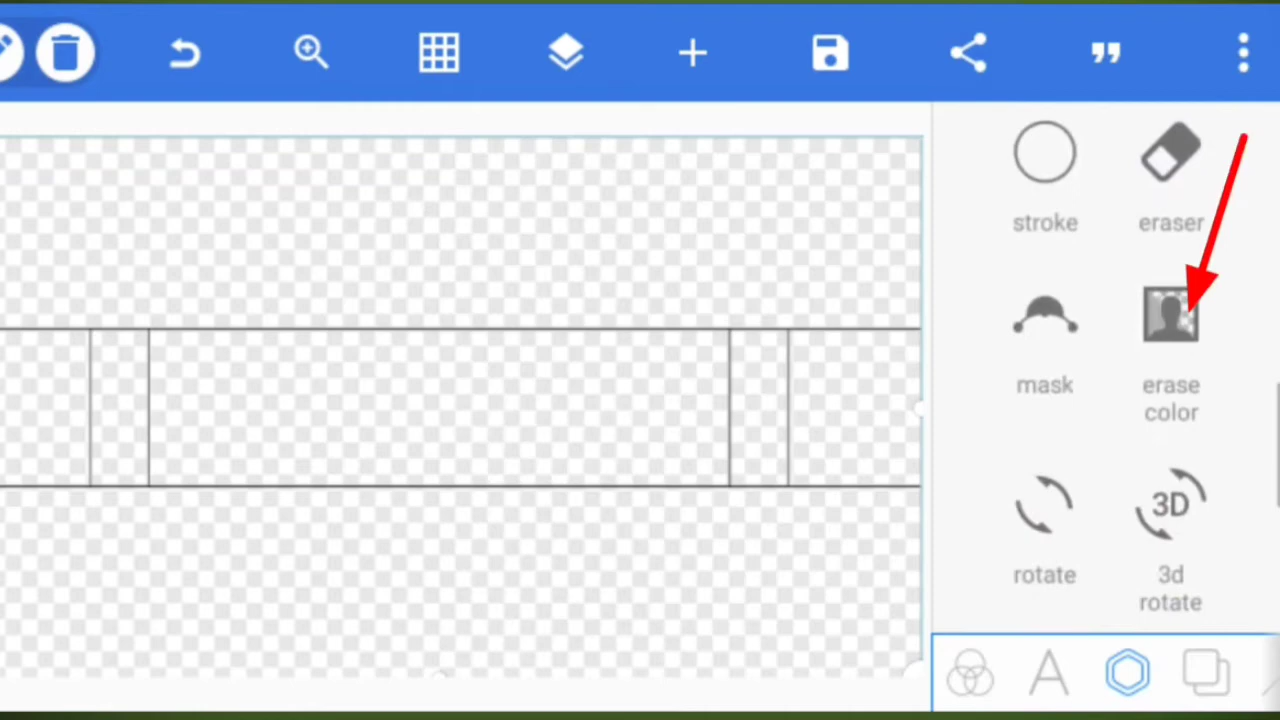 stroke
eraser
mask
erase
color
rotate
3D
3d
rotate
A